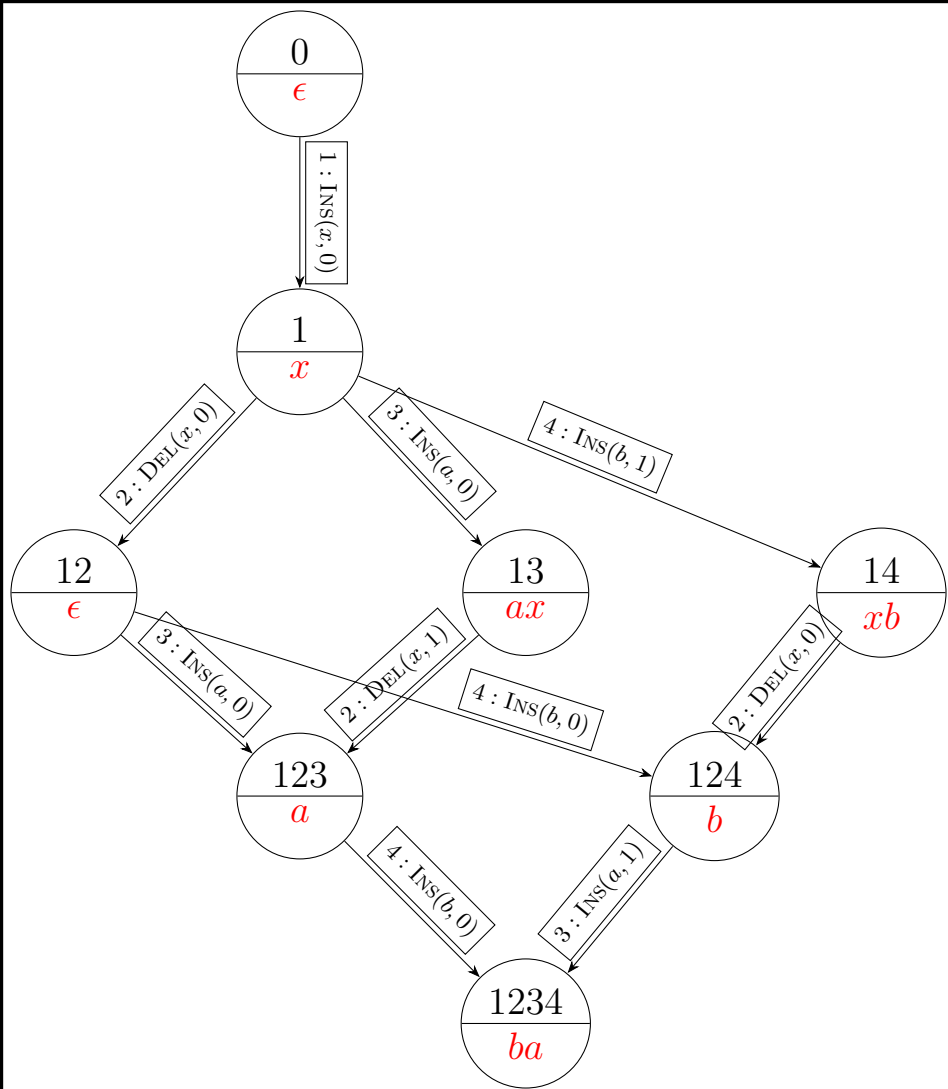 0
ϵ
1 : INS(x, 0)
1
x
2 : DEL(x, 0)
3 : INS(a, 0)
4 : INS(b, 1)
12
ϵ
13
ax
14
xb
3 : INS(a, 0)
2 : DEL(x, 1)
4 : INS(b, 0)
2 : DEL(x, 0)
123
a
124
b
4 : INS(b, 0)
3 : INS(a, 1)
1234
ba